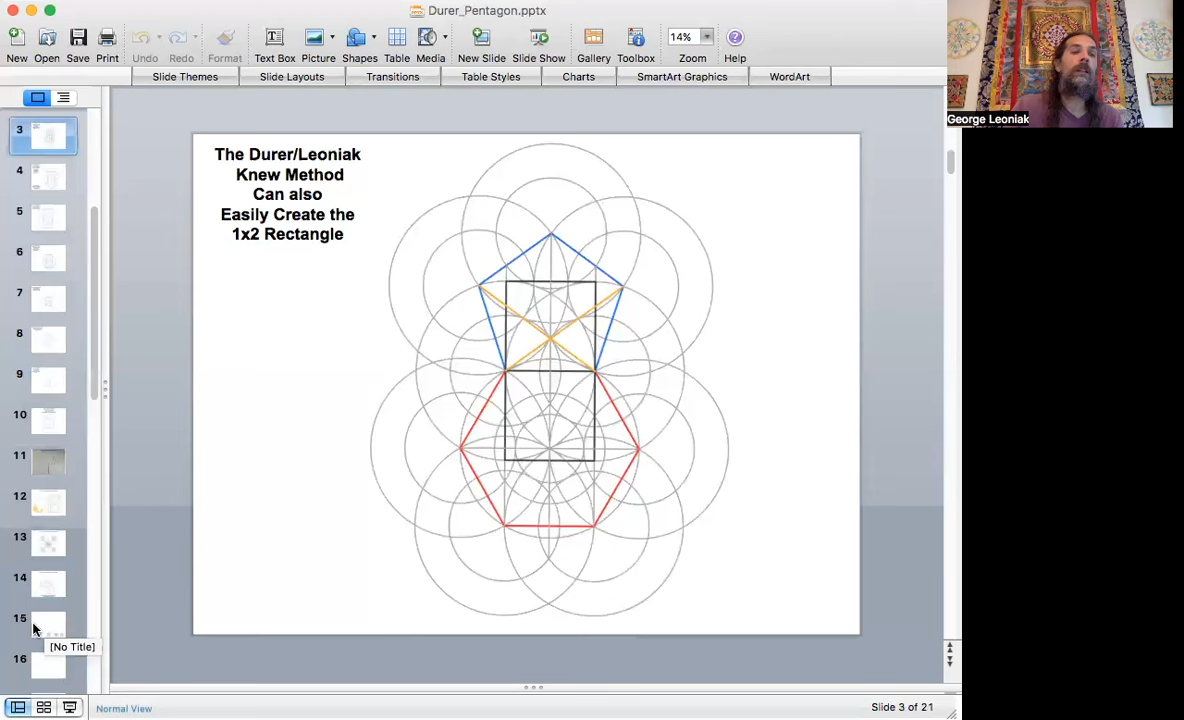 Durer_Pentagon.pptx
New Open Save Print Undo Redo Format Text Box Picture Shapes Table Media New Slide Slide Show Gallery Toolbox Zoom Help
14%
Slide Themes Slide Layouts Transitions Table Styles Charts SmartArt Graphics WordArt
George Leoniak
3
4
5
6
7
8
9
10
11
12
13
14
15
16
[No Title]
The Durer/Leoniak
Knew Method
Can also
Easily Create the
1x2 Rectangle
Normal View
Slide 3 of 21